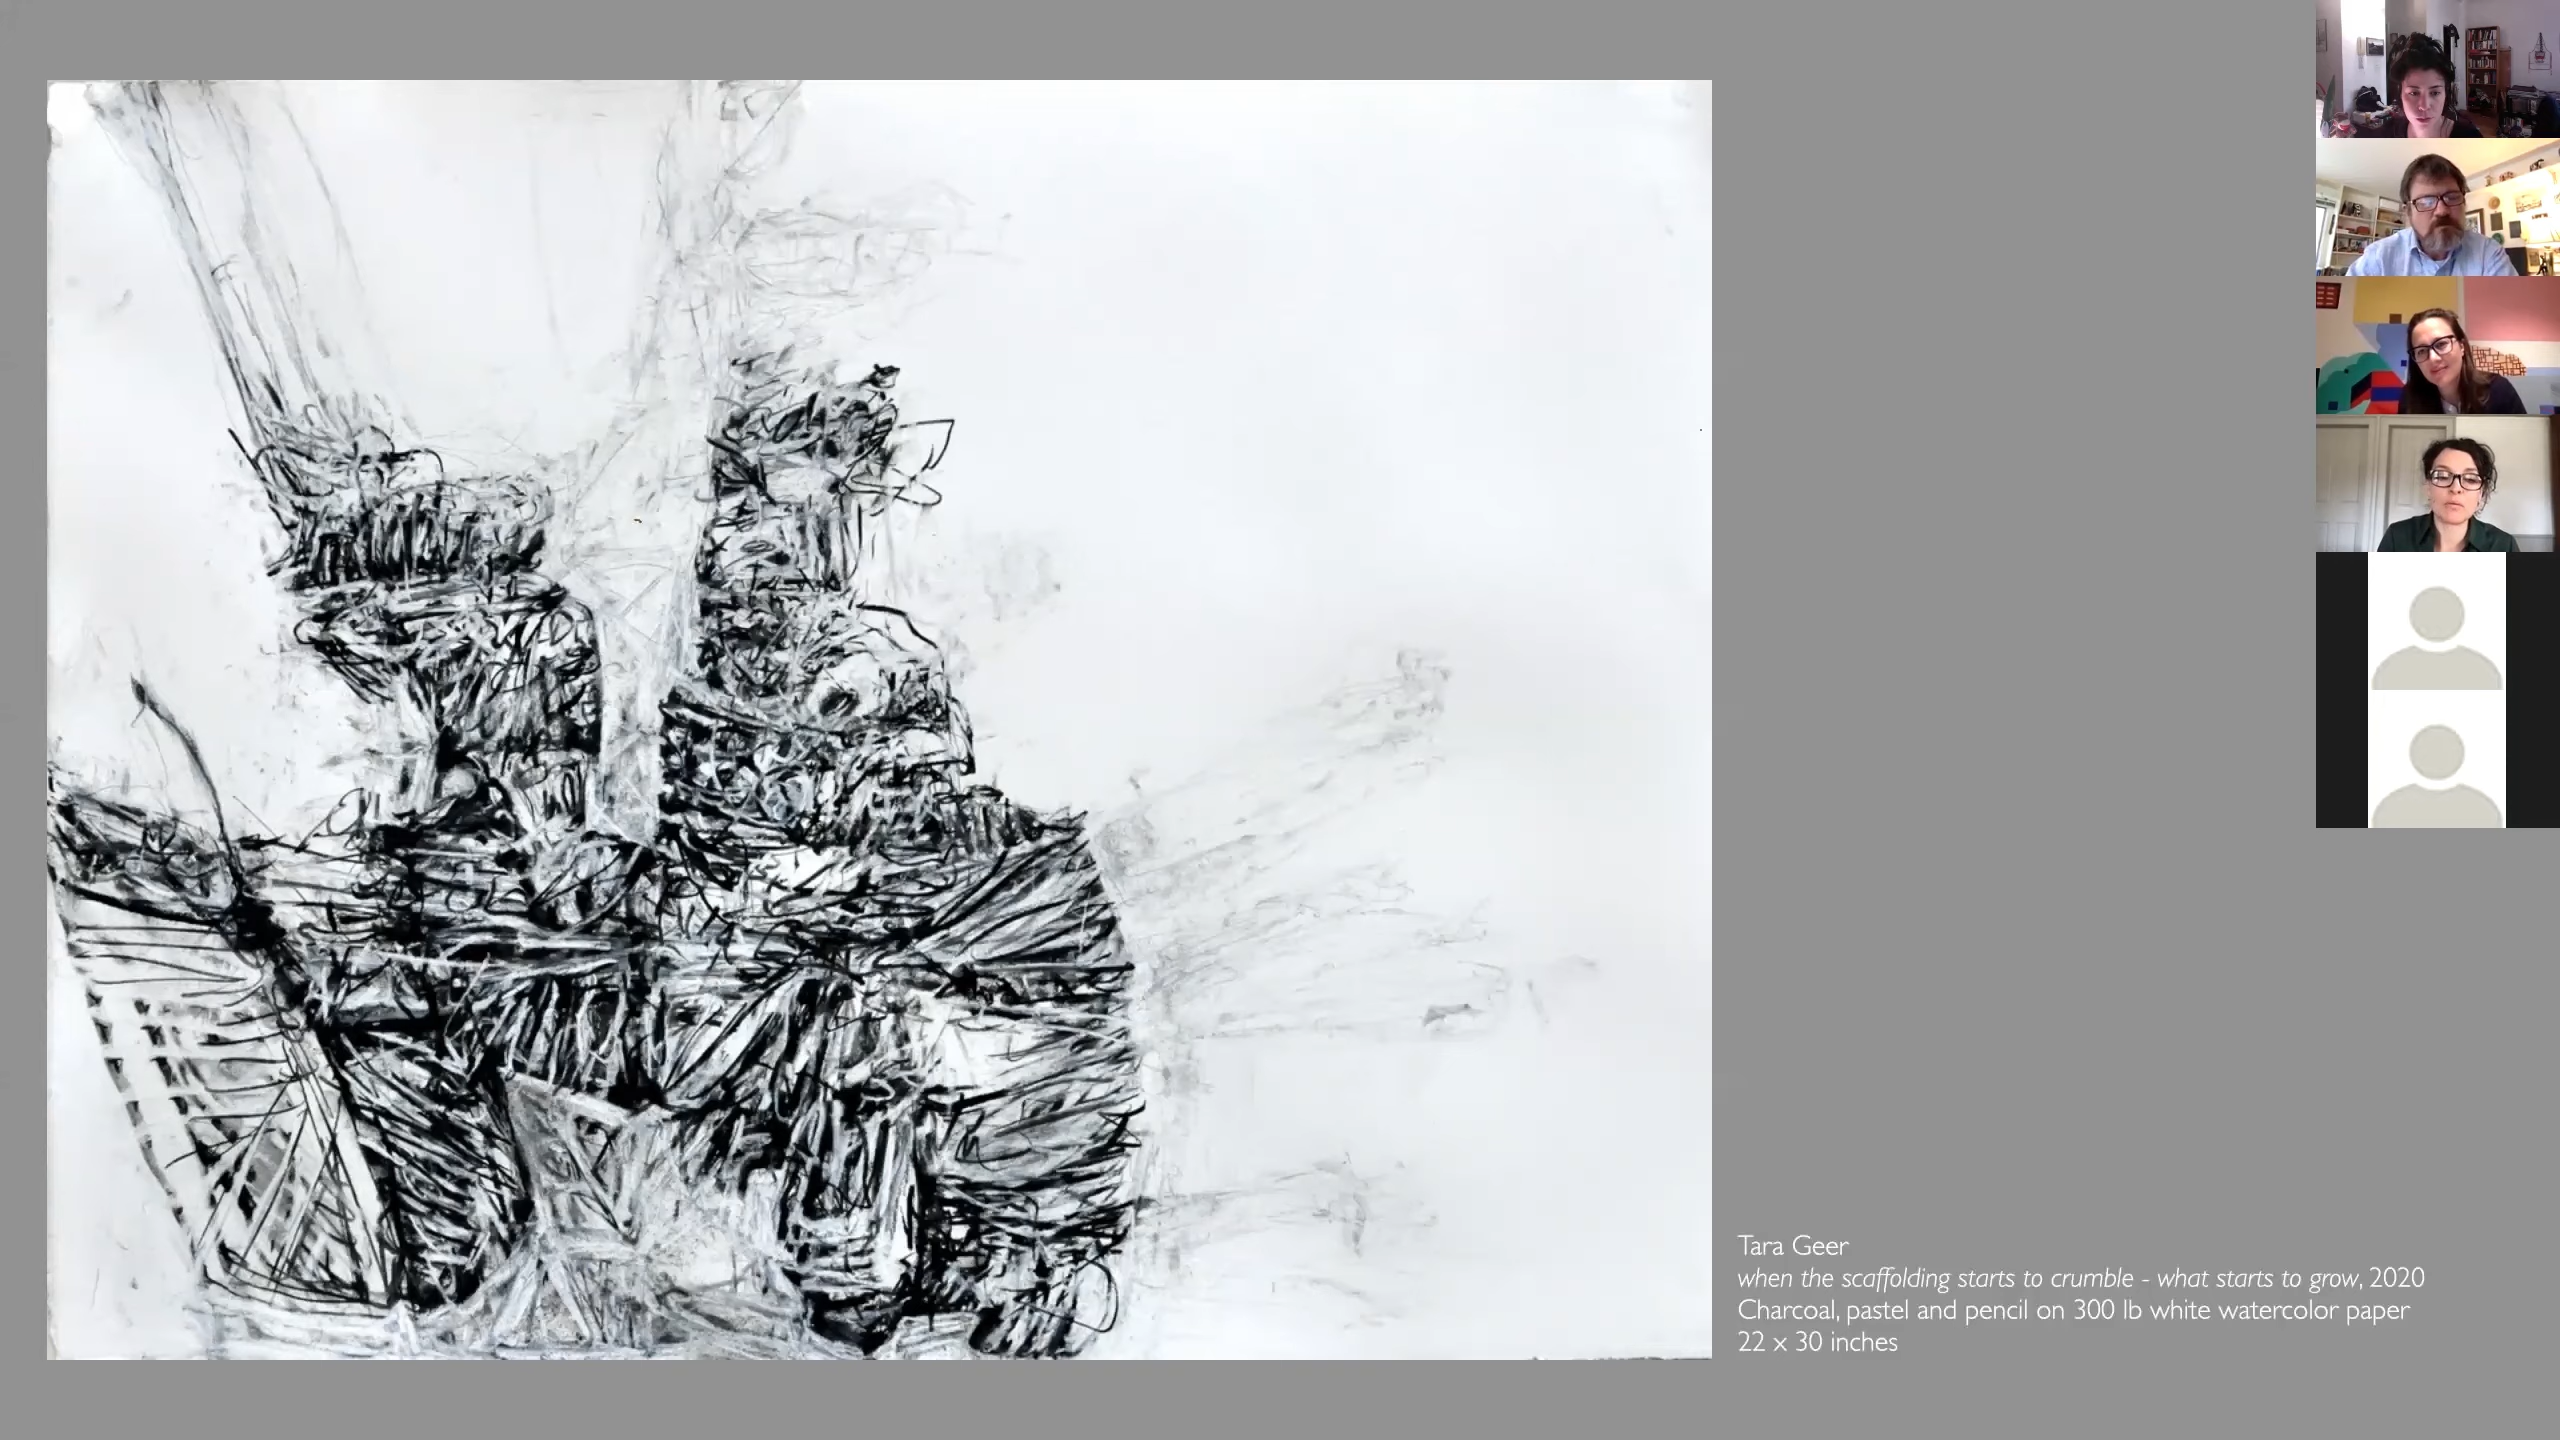 Tara Geer
when the scaffolding starts to crumble - what starts to grow, 2020
Charcoal, pastel and pencil on 300 lb white watercolor paper
22 x 30 inches